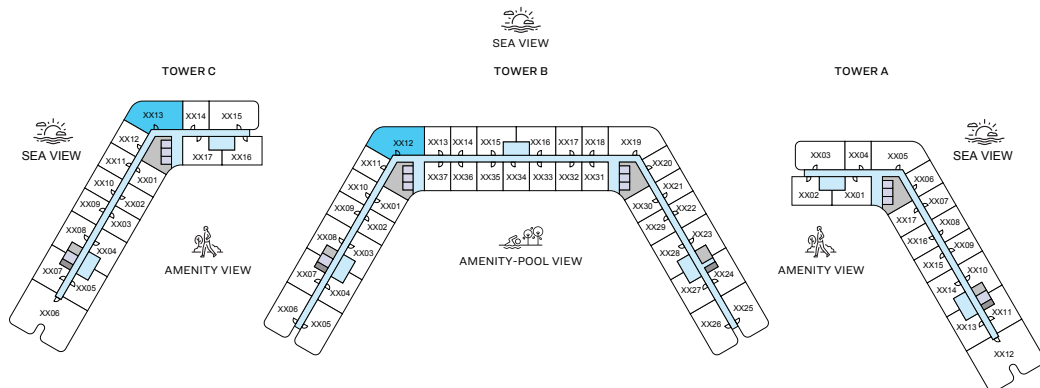 SEA VIEW
TOWER C
TOWER B
TOWER A
SEA VIEW
SEA VIEW
AMENITY VIEW
AMENITY-POOL VIEW
AMENITY VIEW
XX13
XX14
XX15
XX12
XX11
XX10
XX09
XX08
XX07
XX06
XX05
XX04
XX03
XX02
XX01
XX17
XX16
XX12
XX13
XX14
XX15
XX16
XX17
XX18
XX19
XX11
XX10
XX09
XX08
XX07
XX06
XX05
XX04
XX03
XX02
XX01
XX37
XX36
XX35
XX34
XX33
XX32
XX31
XX20
XX21
XX22
XX23
XX24
XX25
XX26
XX27
XX28
XX29
XX30
XX03
XX04
XX05
XX02
XX01
XX06
XX07
XX08
XX09
XX10
XX11
XX12
XX13
XX14
XX15
XX16
XX17